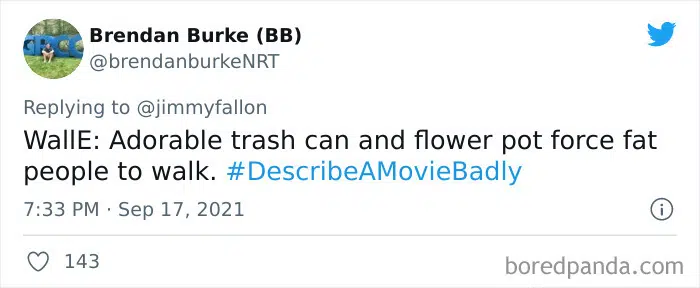 Brendan Burke (BB)
@brendanburkeNRT
Replying to @jimmyfallon
WallE: Adorable trash can and flower pot force fat
people to walk. #DescribeAMovieBadly
7:33 PM · Sep 17, 2021
143
boredpanda.com